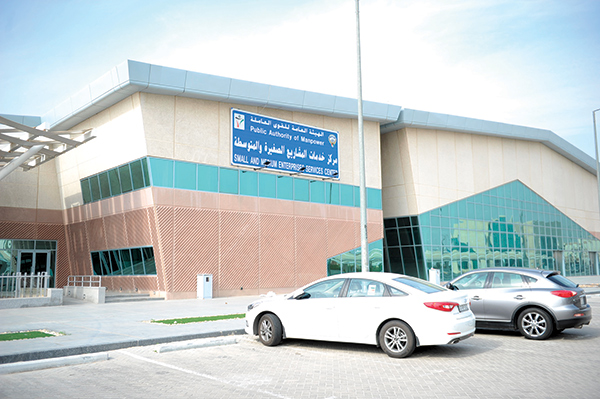 الهيئة العامة للقوى العاملة
Public Authority of Manpower
مركز خدمات المشاريع الصغيرة والمتوسطة
SMALL AND MEDIUM ENTERPRISES SERVICES CENTER